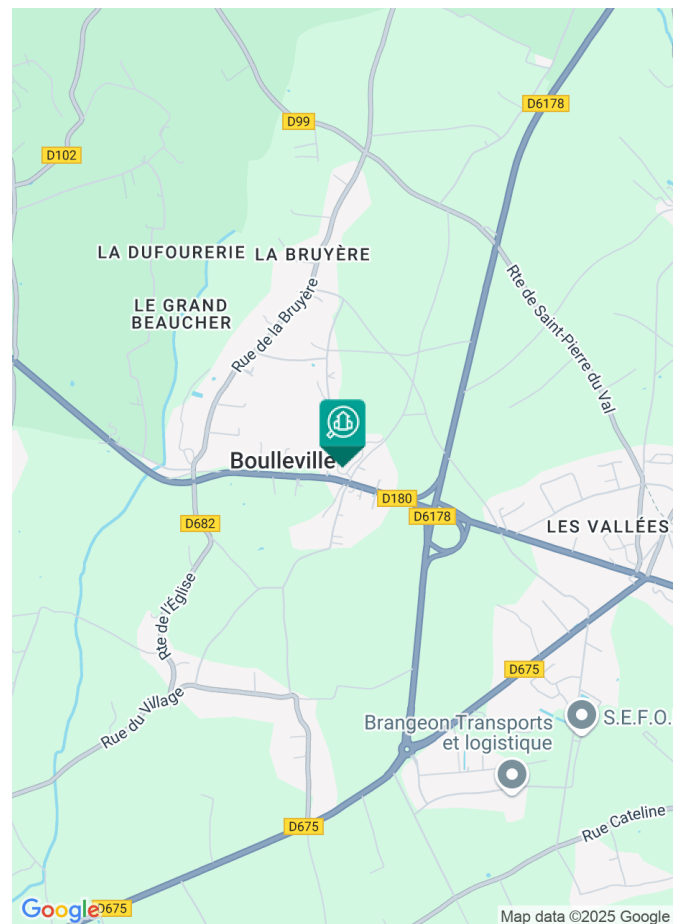 D6178
D99
D102
LA DUFOURERIE
LA BRUYÈRE
LE GRAND
BEAUCHER
Rue de la Bruyère
Rte de Saint-Pierre du Val
Boulleville
D180
D6178
D682
LES VALLÉES
Rte de l'Église
D675
Rue du Village
Brangeon Transports
et logistique
S.E.F.O.
D675
Rue Cateline
Google
D675
Map data ©2025 Google